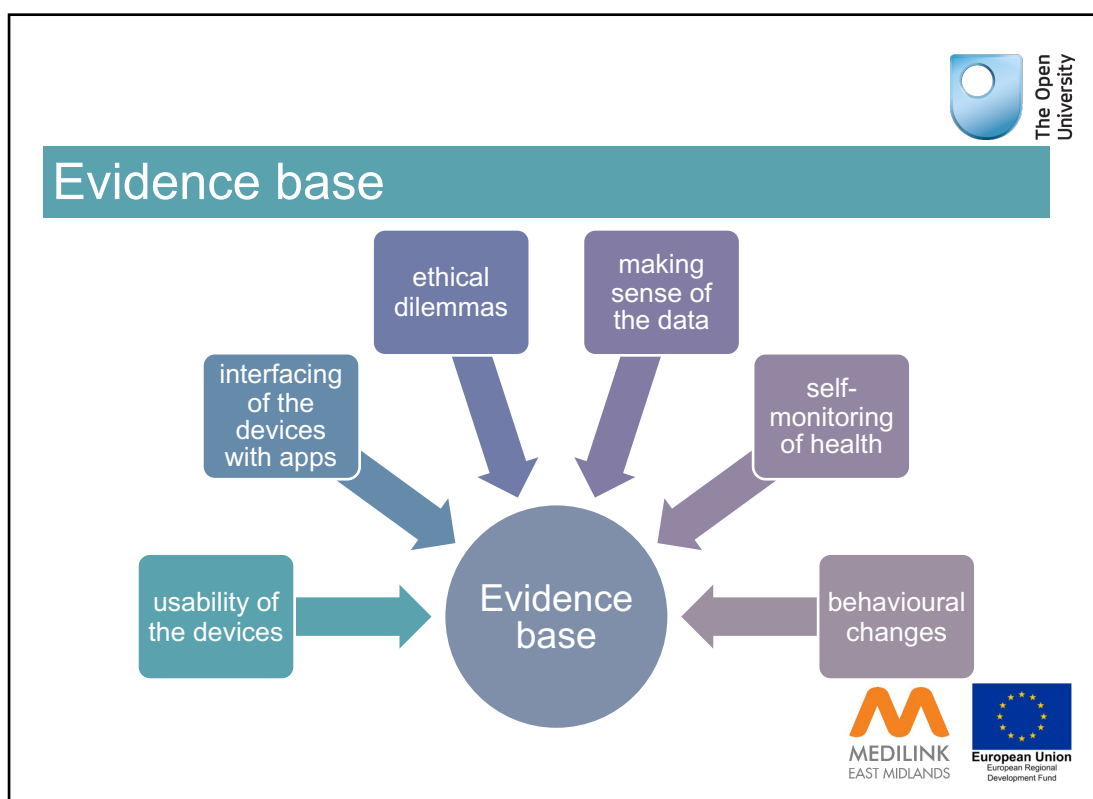 The Open
University
Evidence base
ethical
dilemmas
making
sense of
the data
interfacing
of the
devices
with apps
self-
monitoring
of health
usability of
the devices
Evidence
base
behavioural
changes
MEDILINK
EAST MIDLANDS
European Union
European Regional
Development Fund